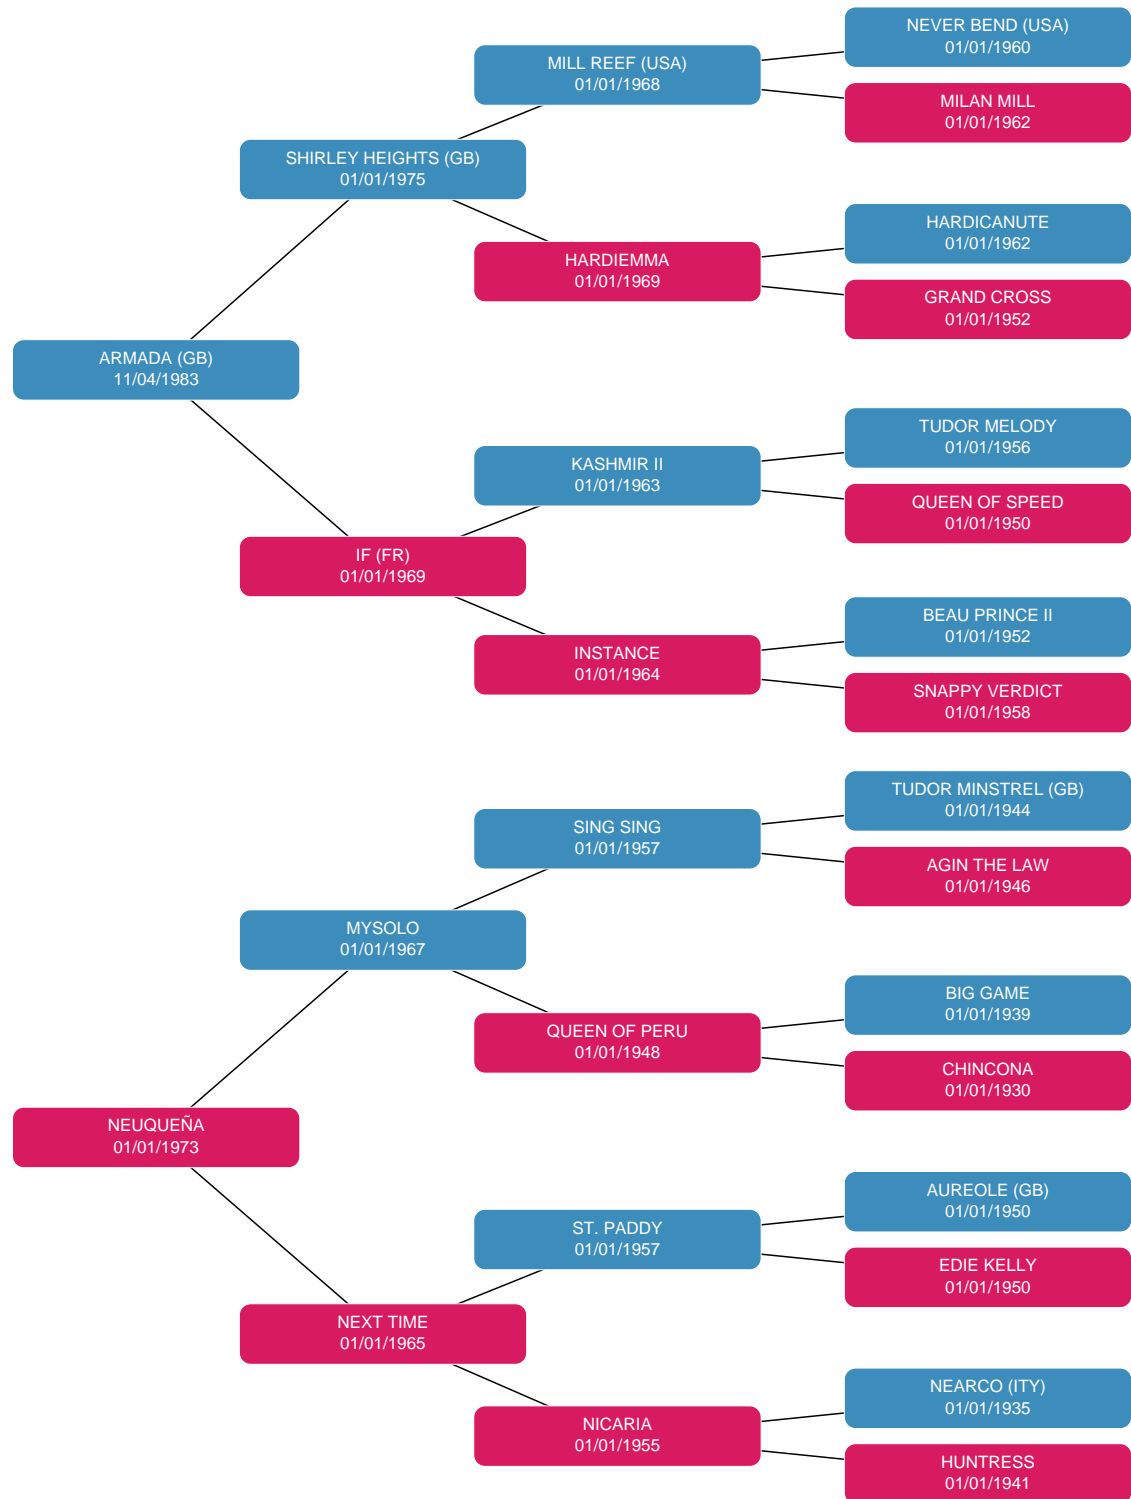 NEVER BEND (USA)
01/01/1960
MILL REEF (USA)
01/01/1968
MILAN MILL
01/01/1962
SHIRLEY HEIGHTS (GB)
01/01/1975
HARDICANUTE
01/01/1962
HARDIEMMA
01/01/1969
GRAND CROSS
01/01/1952
ARMADA (GB)
11/04/1983
TUDOR MELODY
01/01/1956
KASHMIR II
01/01/1963
QUEEN OF SPEED
01/01/1950
IF (FR)
01/01/1969
BEAU PRINCE II
01/01/1952
INSTANCE
01/01/1964
SNAPPY VERDICT
01/01/1958
TUDOR MINSTREL (GB)
01/01/1944
SING SING
01/01/1957
AGIN THE LAW
01/01/1946
MYSOLO
01/01/1967
BIG GAME
01/01/1939
QUEEN OF PERU
01/01/1948
CHINCONA
01/01/1930
NEUQUEÑA
01/01/1973
AUREOLE (GB)
01/01/1950
ST. PADDY
01/01/1957
EDIE KELLY
01/01/1950
NEXT TIME
01/01/1965
NEARCO (ITY)
01/01/1935
NICARIA
01/01/1955
HUNTRESS
01/01/1941